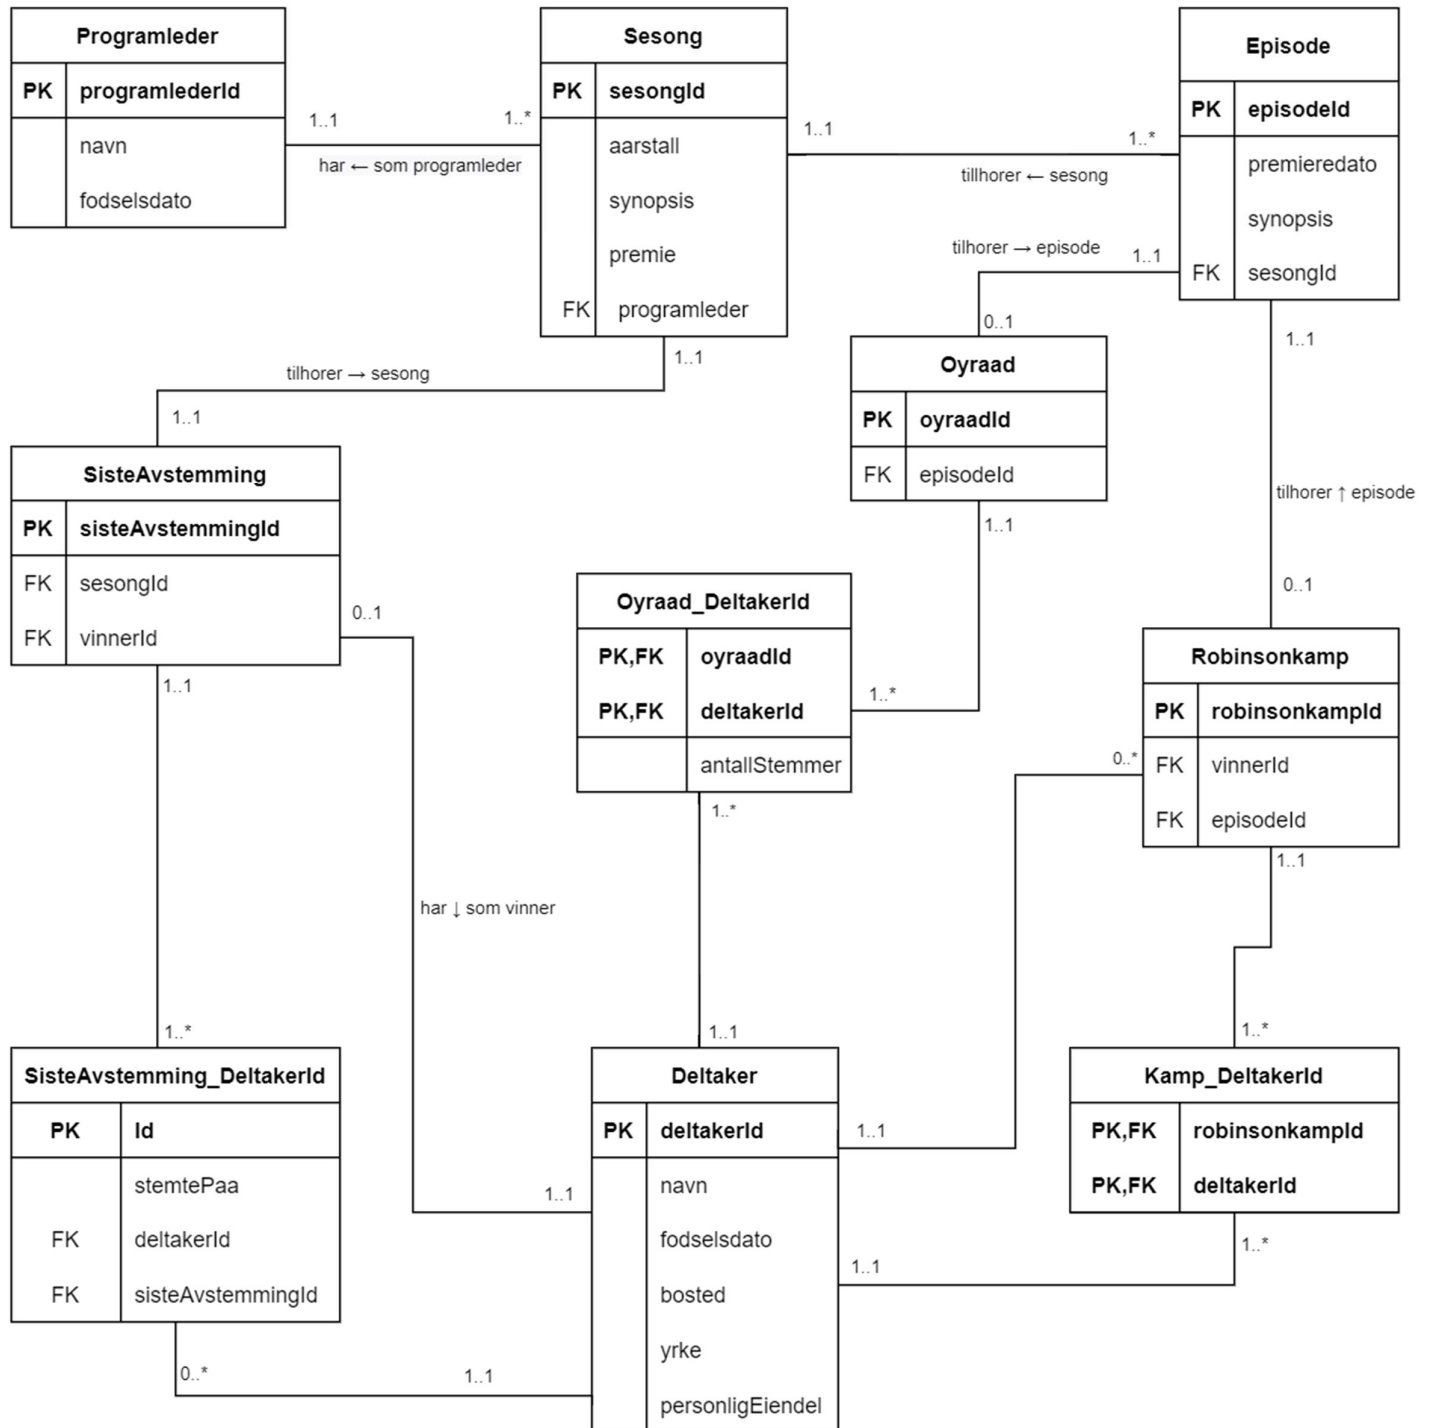 Programleder
PK programlederId
navn
fodselsdato
1..1
1..*
har ← som programleder
Sesong
PK sesongId
aarstall
synopsis
premie
FK programleder
1..1
1..*
tillhorer ← sesong
Episode
PK episodeId
premieredato
synopsis
FK sesongId
tilhorer → episode
1..1
0..1
1..1
Oyraad
PK oyraadId
FK episodeId
1..1
tilhorer → sesong
1..1
1..1
SisteAvstemming
PK sisteAvstemmingId
FK sesongId
FK vinnerId
0..1
1..1
tilhorer ↑ episode
0..1
Oyraad_DeltakerId
PK,FK oyraadId
PK,FK deltakerId
antallStemmer
1..*
1..*
Robinsonkamp
PK robinsonkampId
FK vinnerId
FK episodeId
0..*
1..1
har ↓ som vinner
1..*
1..1
1..*
SisteAvstemming_DeltakerId
PK Id
stemtePaa
FK deltakerId
FK sisteAvstemmingId
0..*
1..1
1..1
Deltaker
PK deltakerId
navn
fodselsdato
bosted
yrke
personligEiendel
1..1
1..1
Kamp_DeltakerId
PK,FK robinsonkampId
PK,FK deltakerId
1..*